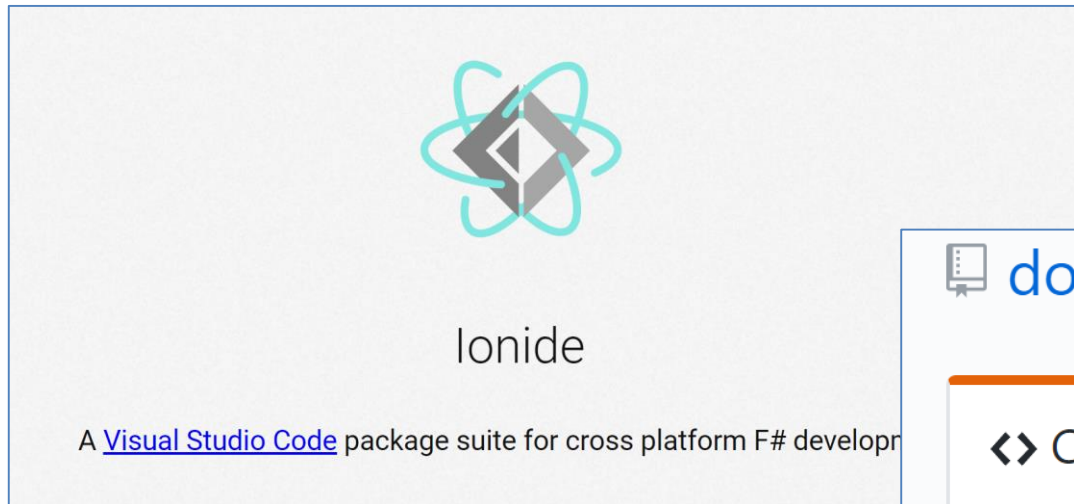 Ionide
A Visual Studio Code package suite for cross platform F# developm
do
<> C